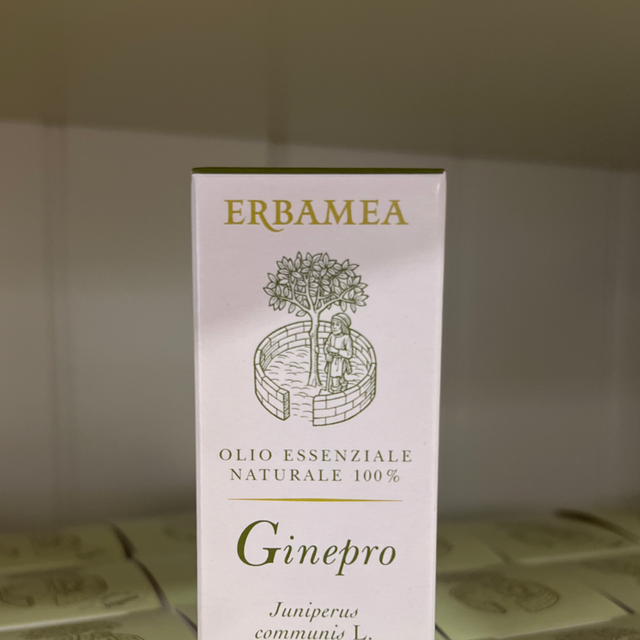 ERBAMEA
OLIO ESSENZIALE
NATURALE 100%
Ginepro
Juniperus
communis L.